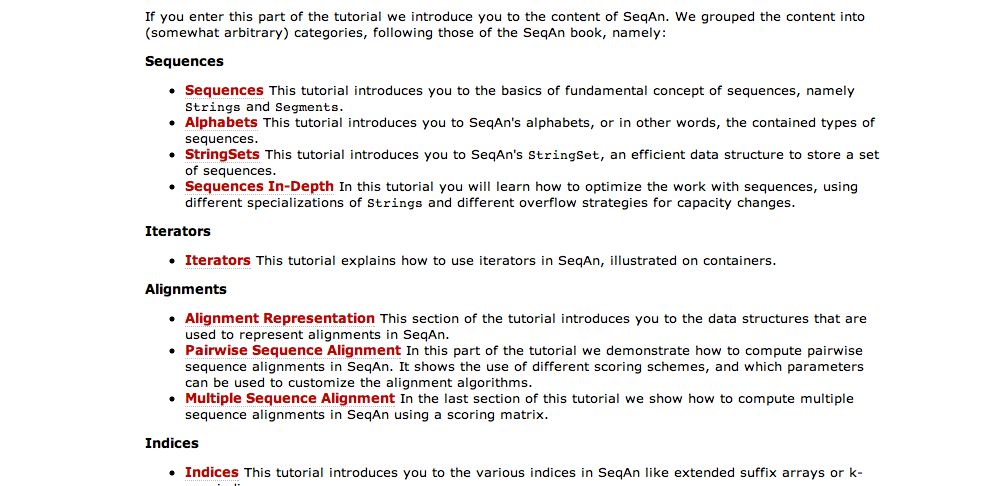 If you enter this part of the tutorial we introduce you to the content of SeqAn. We grouped the content into
(somewhat arbitrary) categories, following those of the SeqAn book, namely:
Sequences
• Sequences This tutorial introduces you to the basics of fundamental concept of sequences, namely
Strings and Segments.
• Alphabets This tutorial introduces you to SeqAn's alphabets, or in other words, the contained types of
sequences.
• StringSets This tutorial introduces you to SeqAn's StringSet, an efficient data structure to store a set
of sequences.
• Sequences In-Depth In this tutorial you will learn how to optimize the work with sequences, using
different specializations of Strings and different overflow strategies for capacity changes.
Iterators
• Iterators This tutorial explains how to use iterators in SeqAn, illustrated on containers.
Alignments
• Alignment Representation This section of the tutorial introduces you to the data structures that are
used to represent alignments in SeqAn.
• Pairwise Sequence Alignment In this part of the tutorial we demonstrate how to compute pairwise
sequence alignments in SeqAn. It shows the use of different scoring schemes, and which parameters
can be used to customize the alignment algorithms.
• Multiple Sequence Alignment In the last section of this tutorial we show how to compute multiple
sequence alignments in SeqAn using a scoring matrix.
Indices
• Indices This tutorial introduces you to the various indices in SeqAn like extended suffix arrays or k-